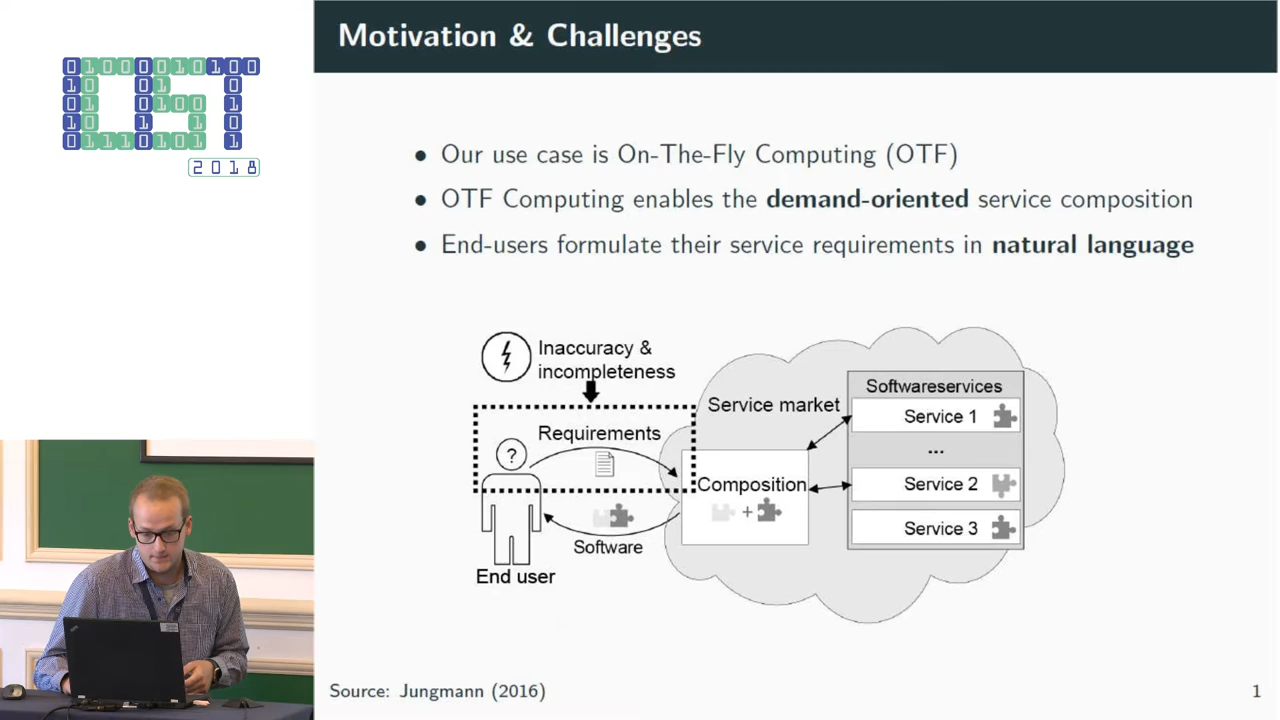 Motivation & Challenges
2018
• Our use case is On-The-Fly Computing (OTF)
• OTF Computing enables the demand-oriented service composition
• End-users formulate their service requirements in natural language
Inaccuracy &
incompleteness
Requirements
?
Service market
Softwareservices
Service 1
...
Composition
+
Service 2
Service 3
Software
End user
Source: Jungmann (2016)
1